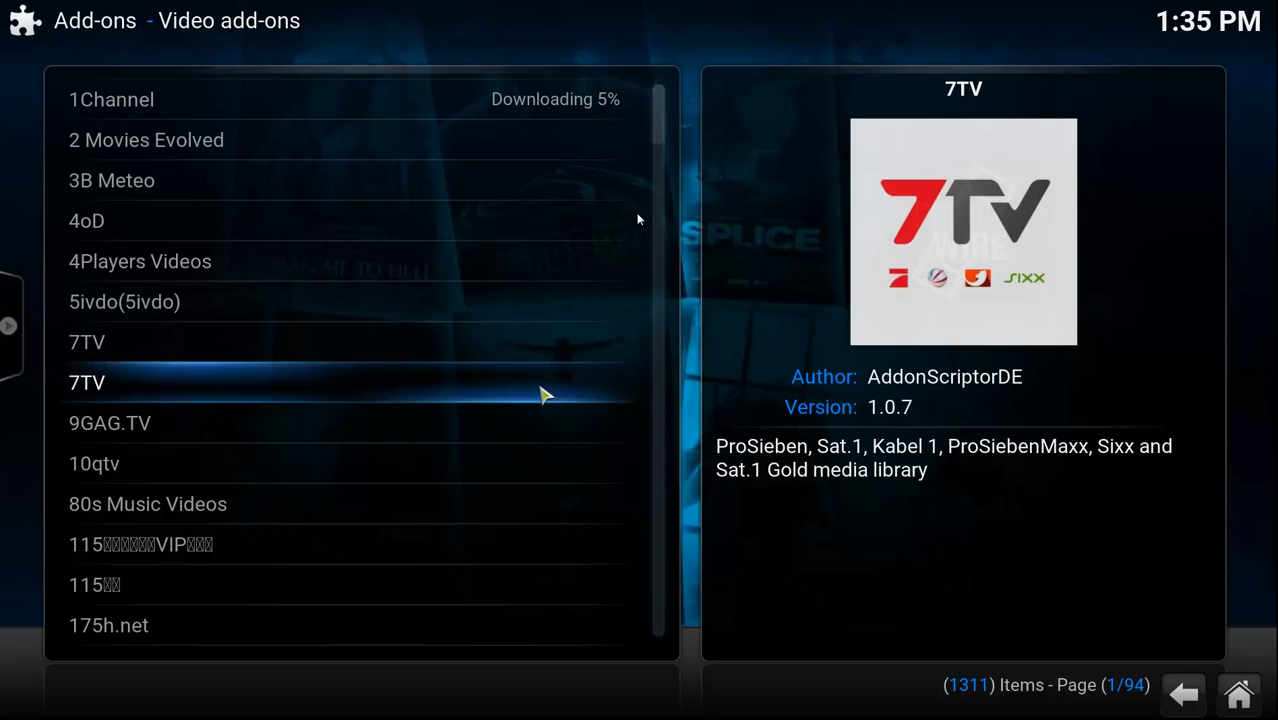 Add-ons - Video add-ons
1:35 PM
1Channel Downloading 5%
2 Movies Evolved
3B Meteo
4oD
4Players Videos
5ivdo(5ivdo)
7TV
7TV
9GAG.TV
10qtv
80s Music Videos
115 VIP
115
175h.net
SPLICE
7TV
7TV
SIXX
Author: AddonScriptorDE
Version: 1.0.7
ProSieben, Sat.1, Kabel 1, ProSiebenMaxx, Sixx and
Sat.1 Gold media library
(1311) Items - Page (1/94)